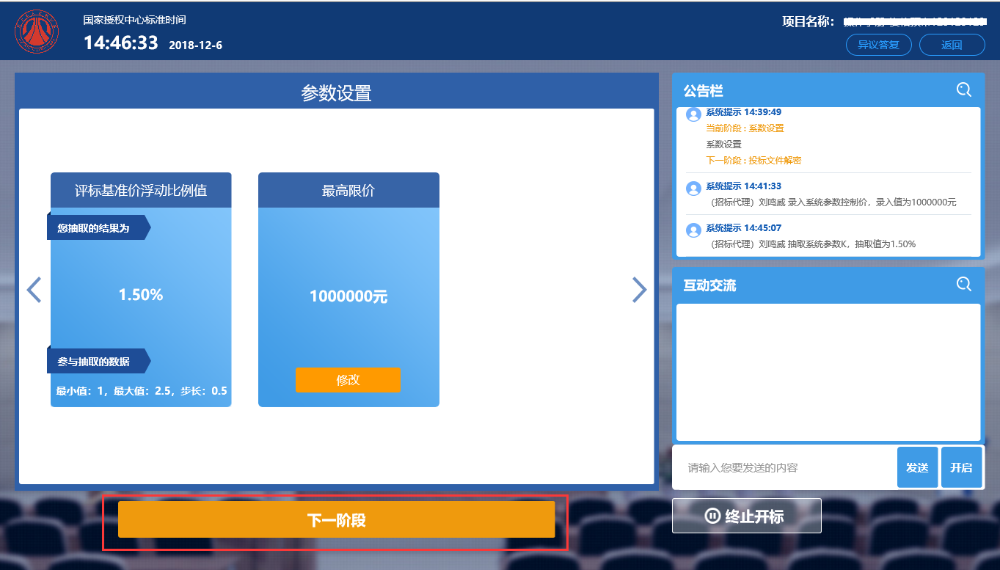 国家授权中心标准时间
14:46:33 2018-12-6
项目名称：
异议答复
返回
参数设置
评标基准价浮动比例值
您抽取的结果为
1.50%
参与抽取的数据
最小值：1，最大值：2.5，步长：0.5
最高限价
1000000元
修改
下一阶段
公告栏
系统提示 14:39:49
当前阶段 : 系数设置
系数设置
下一阶段 : 投标文件解密
系统提示 14:41:33
（招标代理）刘鸣威 录入系统参数控制价，录入值为1000000元
系统提示 14:45:07
（招标代理）刘鸣威 抽取系统参数K，抽取值为1.50%
互动交流
请输入您要发送的内容
发送
开启
终止开标